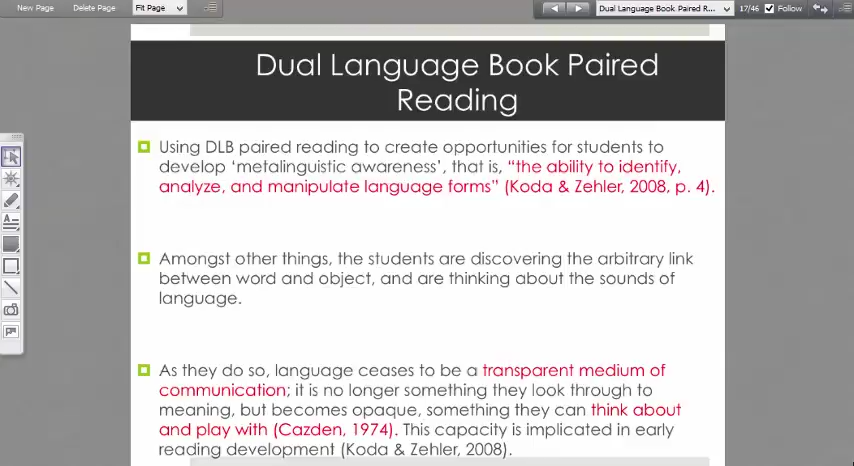 New Page Delete Page Fit Page Dual Language Book Paired R... 17/46 Follow
Dual Language Book Paired
Reading
Using DLB paired reading to create opportunities for students to
develop ‘metalinguistic awareness’, that is, “the ability to identify,
analyze, and manipulate language forms” (Koda & Zehler, 2008, p. 4).
Amongst other things, the students are discovering the arbitrary link
between word and object, and are thinking about the sounds of
language.
As they do so, language ceases to be a transparent medium of
communication; it is no longer something they look through to
meaning, but becomes opaque, something they can think about
and play with (Cazden, 1974). This capacity is implicated in early
reading development (Koda & Zehler, 2008).